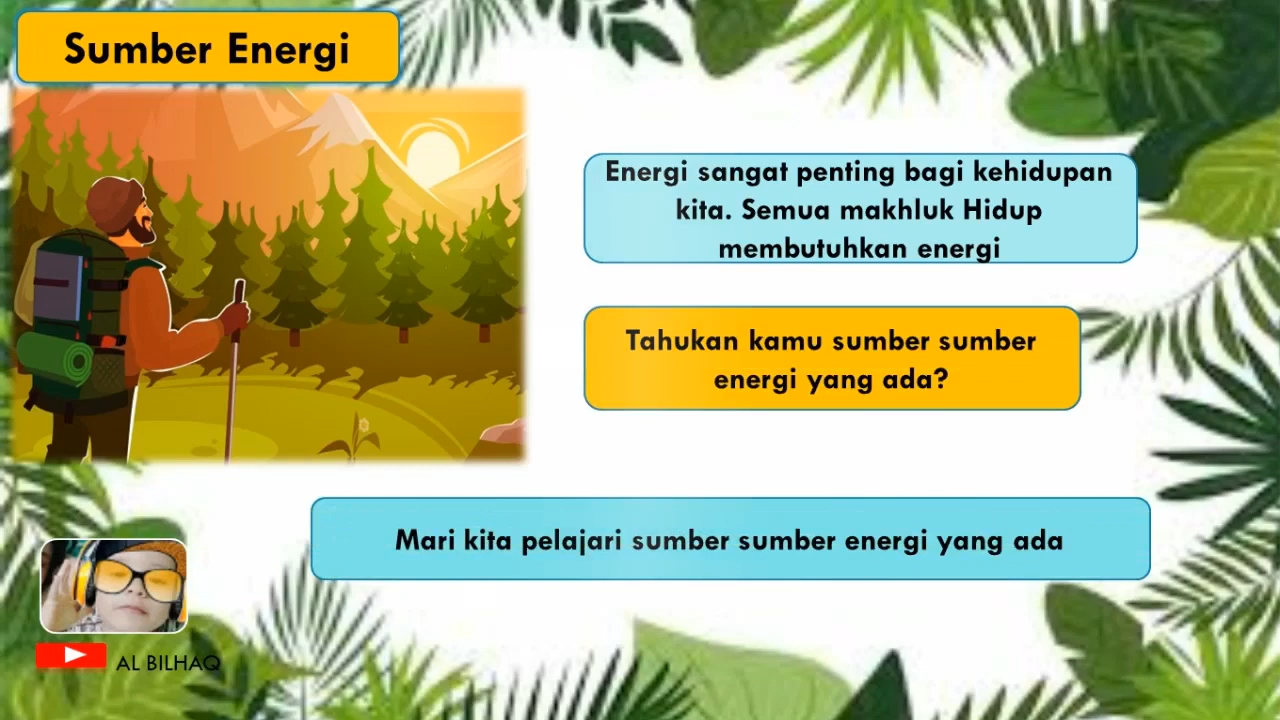 Sumber Energi
Energi sangat penting bagi kehidupan
kita. Semua makhluk Hidup
membutuhkan energi
Tahukan kamu sumber sumber
energi yang ada?
Mari kita pelajari sumber sumber energi yang ada
AL BILHAQ